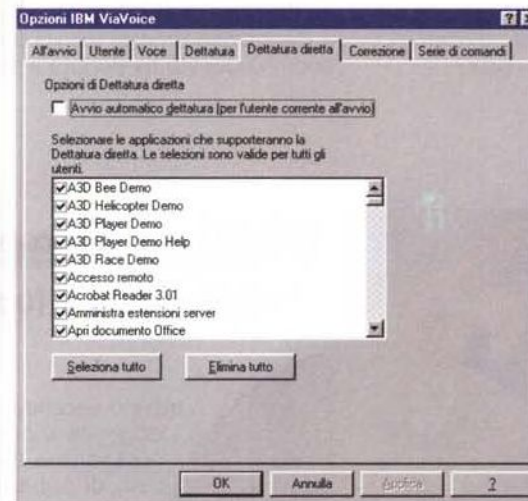 Opzioni IBM ViaVoice
All'avvio Utente Voce Dettatura Dettatura diretta Correzione Serie di comandi
Opzioni di Dettatura diretta
Avvio automatico dettatura (per l'utente corrente all'avvio)
Selezionare le applicazioni che supporteranno la
Dettatura diretta. Le selezioni sono valide per tutti gli
utenti.
A3D Bee Demo
A3D Helicopter Demo
A3D Player Demo
A3D Player Demo Help
A3D Race Demo
Accesso remoto
Acrobat Reader 3.01
Amministra estensioni server
Apri documento Office
Seleziona tutto Elimina tutto
OK Annulla Applica ?